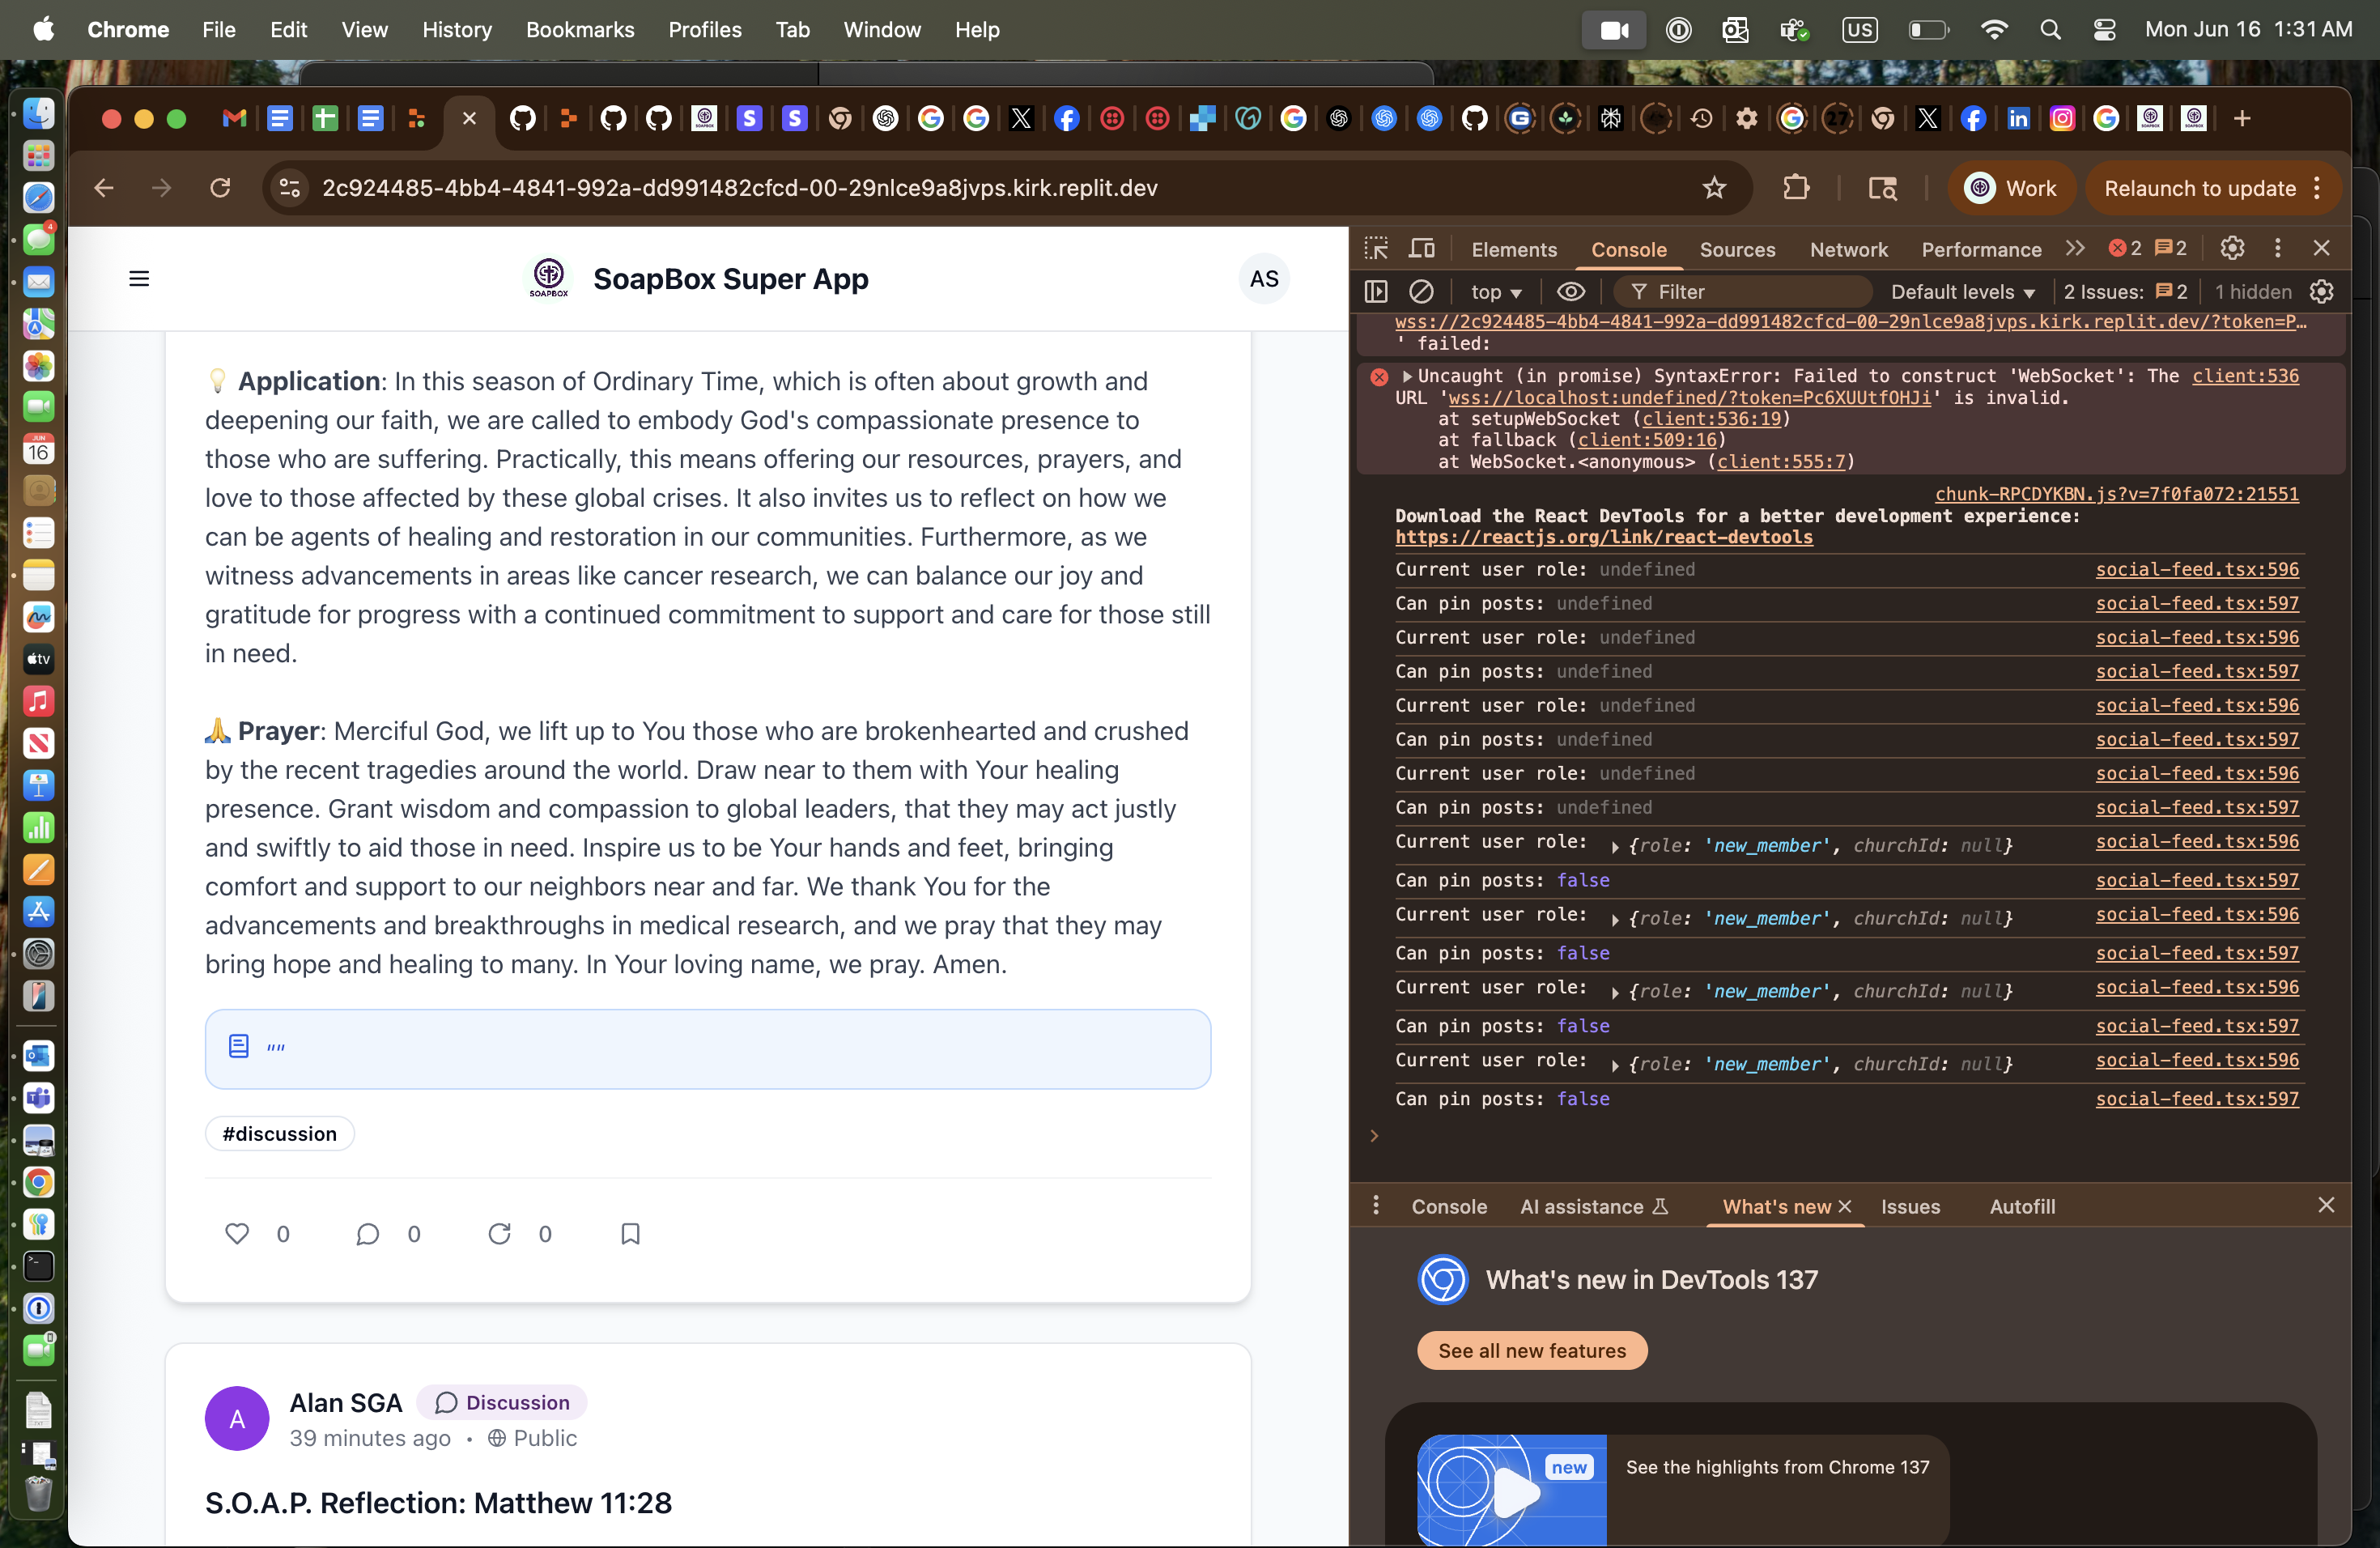 Chrome File Edit View History Bookmarks Profiles Tab Window Help
US
Mon Jun 16 1:31 AM
2c924485-4bb4-4841-992a-dd991482cfcd-00-29nlce9a8jvps.kirk.replit.dev
Work
Relaunch to update
SOAPBOX
SoapBox Super App
AS
💡 Application: In this season of Ordinary Time, which is often about growth and
deepening our faith, we are called to embody God's compassionate presence to
those who are suffering. Practically, this means offering our resources, prayers, and
love to those affected by these global crises. It also invites us to reflect on how we
can be agents of healing and restoration in our communities. Furthermore, as we
witness advancements in areas like cancer research, we can balance our joy and
gratitude for progress with a continued commitment to support and care for those still
in need.
🙏 Prayer: Merciful God, we lift up to You those who are brokenhearted and crushed
by the recent tragedies around the world. Draw near to them with Your healing
presence. Grant wisdom and compassion to global leaders, that they may act justly
and swiftly to aid those in need. Inspire us to be Your hands and feet, bringing
comfort and support to our neighbors near and far. We thank You for the
advancements and breakthroughs in medical research, and we pray that they may
bring hope and healing to many. In Your loving name, we pray. Amen.
""
#discussion
0 0 0
A
Alan SGA Discussion
39 minutes ago • Public
S.O.A.P. Reflection: Matthew 11:28
Elements Console Sources Network Performance 2 2
top Filter Default levels 2 Issues: 2 1 hidden
wss://2c924485-4bb4-4841-992a-dd991482cfcd-00-29nlce9a8jvps.kirk.replit.dev/?token=P…
' failed:
Uncaught (in promise) SyntaxError: Failed to construct 'WebSocket': The client:536
URL 'wss://localhost:undefined/?token=Pc6XUUtfOHJi' is invalid.
at setupWebSocket (client:536:19)
at fallback (client:509:16)
at WebSocket.<anonymous> (client:555:7)
chunk-RPCDYKBN.js?v=7f0fa072:21551
Download the React DevTools for a better development experience:
https://reactjs.org/link/react-devtools
Current user role: undefined social-feed.tsx:596
Can pin posts: undefined social-feed.tsx:597
Current user role: undefined social-feed.tsx:596
Can pin posts: undefined social-feed.tsx:597
Current user role: undefined social-feed.tsx:596
Can pin posts: undefined social-feed.tsx:597
Current user role: undefined social-feed.tsx:596
Can pin posts: undefined social-feed.tsx:597
Current user role: {role: 'new_member', churchId: null} social-feed.tsx:596
Can pin posts: false social-feed.tsx:597
Current user role: {role: 'new_member', churchId: null} social-feed.tsx:596
Can pin posts: false social-feed.tsx:597
Current user role: {role: 'new_member', churchId: null} social-feed.tsx:596
Can pin posts: false social-feed.tsx:597
Current user role: {role: 'new_member', churchId: null} social-feed.tsx:596
Can pin posts: false social-feed.tsx:597
Console AI assistance What's new Issues Autofill
What's new in DevTools 137
See all new features
new
See the highlights from Chrome 137
4
JUN
16
tv